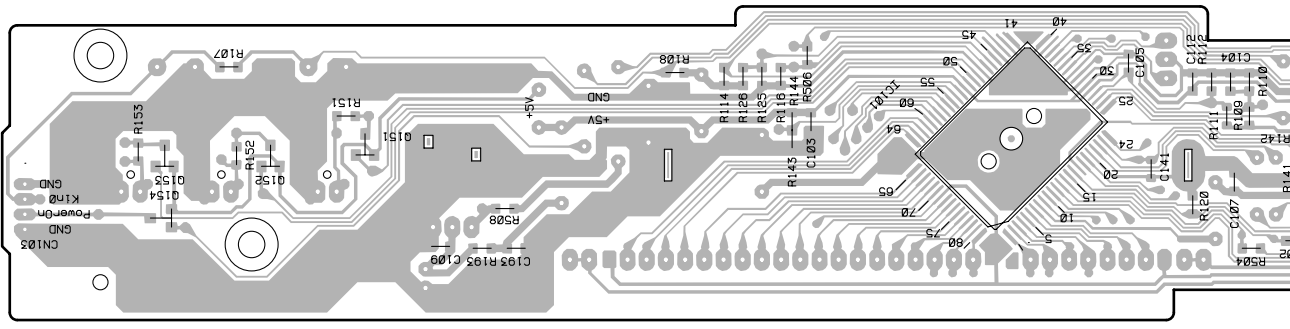 41
40
45
35
50
30
C105
C112
R112
C104
R110
R107
R108
55
R114
R126
R125
R116
R144
R506
IC101
60
64
25
R111
R109
R142
+5V
GND
+5V
R153
R151
Q151
R152
Q153
Q152
Q154
R143
C103
24
20
C141
R141
GND
K1n0
PowerOn
GND
CN103
65
70
75
80
15
10
5
R120
C107
R504
R508
C109
R193
C193